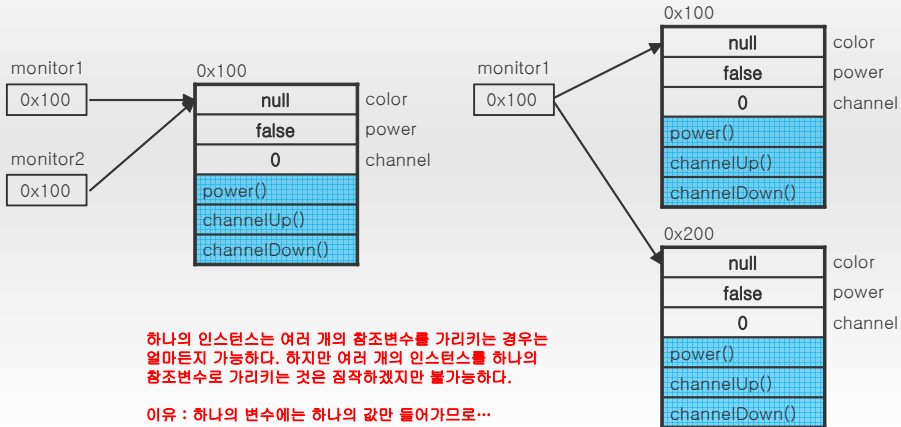 monitor1
0x100
monitor2
0x100
0x100
null
color
false
power
0
channel
power()
channelUp()
channelDown()
monitor1
0x100
0x100
null
color
false
power
0
channel
power()
channelUp()
channelDown()
0x200
null
color
false
power
0
channel
power()
channelUp()
channelDown()
하나의 인스턴스는 여러 개의 참조변수를 가리키는 경우는
얼마든지 가능하다. 하지만 여러 개의 인스턴스를 하나의
참조변수로 가리키는 것은 짐작하겠지만 불가능하다.
이유 : 하나의 변수에는 하나의 값만 들어가므로…